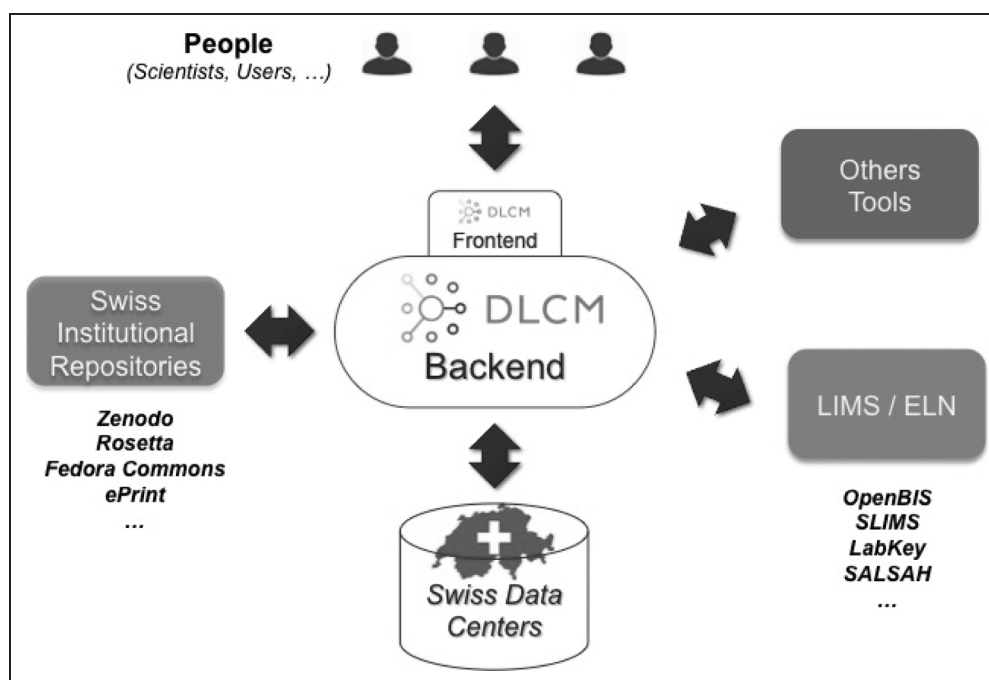 People
(Scientists, Users, …)
Others
Tools
DLCM
Frontend
DLCM
Backend
Swiss
Institutional
Repositories
Zenodo
Rosetta
Fedora Commons
ePrint
…
LIMS / ELN
OpenBIS
SLIMS
LabKey
SALSAH
…
Swiss Data
Centers